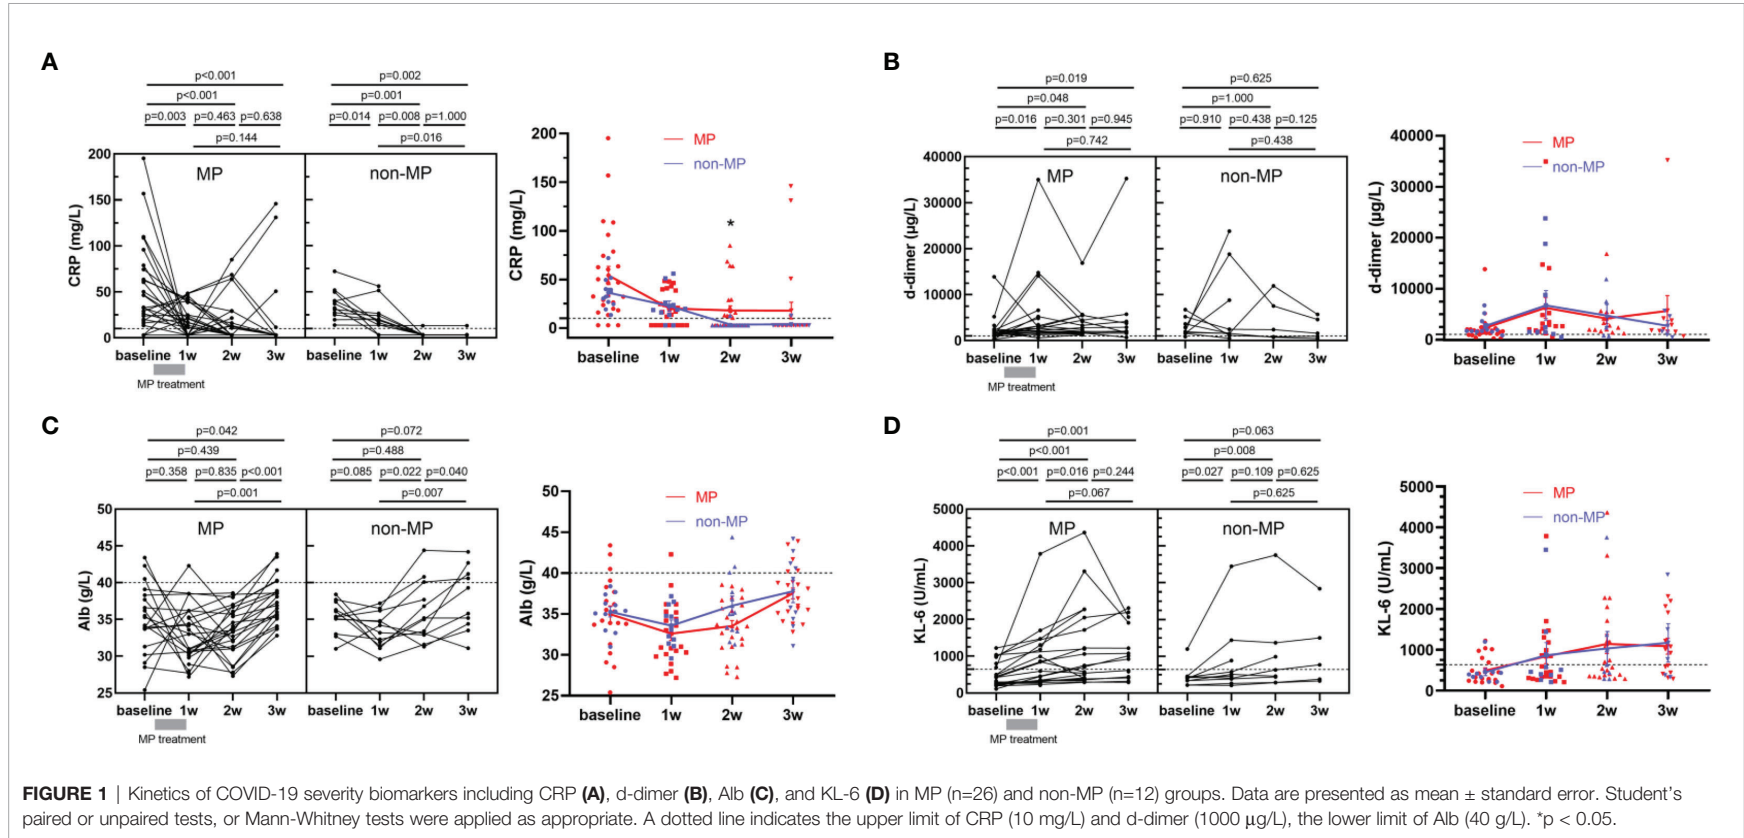 A
p<0.001
p<0.001
p=0.003 p=0.463 p=0.638
p=0.144
p=0.002
p=0.001
p=0.014 p=0.008 p=1.000
p=0.016
CRP (mg/L)
200
150
100
50
0
MP
non-MP
baseline 1w 2w 3w
baseline 1w 2w 3w
MP treatment
CRP (mg/L)
200
150
100
50
0
MP
non-MP
*
baseline 1w 2w 3w
B
p=0.019
p=0.048
p=0.016 p=0.301 p=0.945
p=0.742
p=0.625
p=1.000
p=0.910 p=0.438 p=0.125
p=0.438
d-dimer (μg/L)
40000
30000
20000
10000
0
MP
non-MP
baseline 1w 2w 3w
baseline 1w 2w 3w
MP treatment
d-dimer (μg/L)
40000
30000
20000
10000
0
MP
non-MP
baseline 1w 2w 3w
C
p=0.042
p=0.439
p=0.358 p=0.835 p<0.001
p=0.001
p=0.072
p=0.488
p=0.085 p=0.022 p=0.040
p=0.007
Alb (g/L)
50
45
40
35
30
25
MP
non-MP
baseline 1w 2w 3w
baseline 1w 2w 3w
MP treatment
Alb (g/L)
50
45
40
35
30
25
MP
non-MP
baseline 1w 2w 3w
D
p=0.001
p<0.001
p<0.001 p=0.016 p=0.244
p=0.067
p=0.063
p=0.008
p=0.027 p=0.109 p=0.625
p=0.625
KL-6 (U/mL)
5000
4000
3000
2000
1000
0
MP
non-MP
baseline 1w 2w 3w
baseline 1w 2w 3w
MP treatment
KL-6 (U/mL)
5000
4000
3000
2000
1000
0
MP
non-MP
baseline 1w 2w 3w
FIGURE 1 | Kinetics of COVID-19 severity biomarkers including CRP (A), d-dimer (B), Alb (C), and KL-6 (D) in MP (n=26) and non-MP (n=12) groups. Data are presented as mean ± standard error. Student's
paired or unpaired tests, or Mann-Whitney tests were applied as appropriate. A dotted line indicates the upper limit of CRP (10 mg/L) and d-dimer (1000 μg/L), the lower limit of Alb (40 g/L). *p < 0.05.